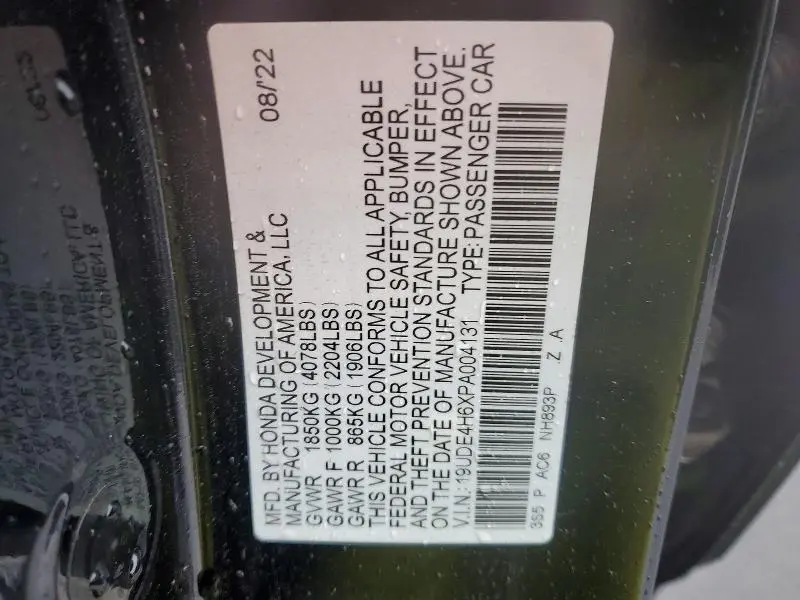 08/22
MFD. BY HONDA DEVELOPMENT &
MANUFACTURING OF AMERICA, LLC
GVWR 1850KG (4078LBS)
GAWR F 1000KG (2204LBS)
GAWR R 865KG (1906LBS)
THIS VEHICLE CONFORMS TO ALL APPLICABLE
FEDERAL MOTOR VEHICLE SAFETY, BUMPER,
AND THEFT PREVENTION STANDARDS IN EFFECT
ON THE DATE OF MANUFACTURE SHOWN ABOVE.
V.I.N.: 19UDE4H6XPA004131 TYPE: PASSENGER CAR
3S5 P AC6 NH893P Z A